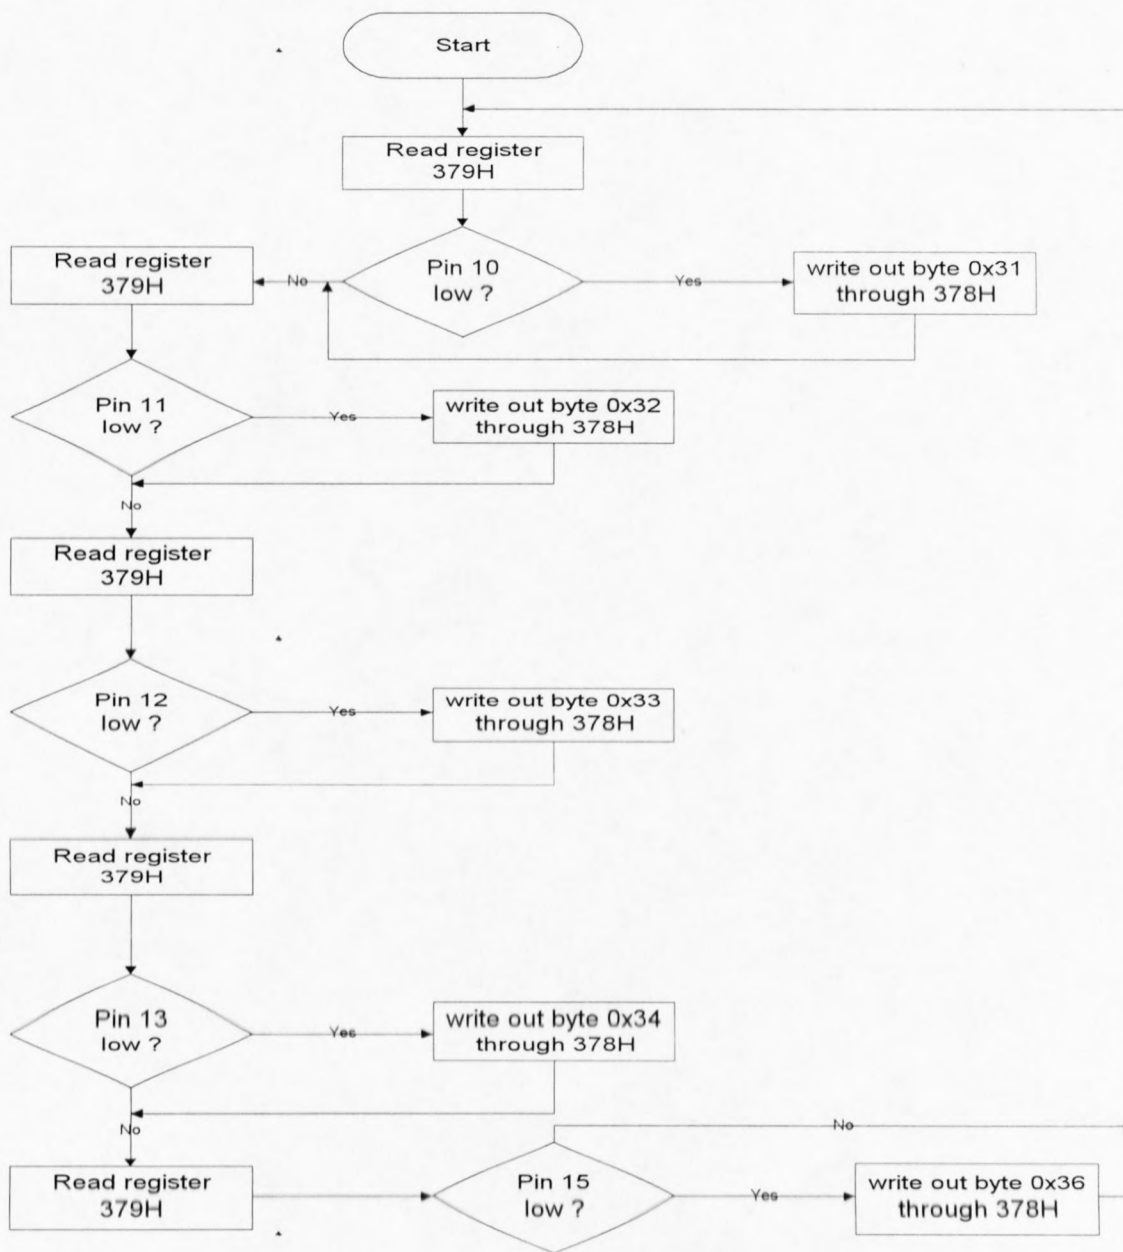 Start
Read register
379H
Pin 10
low ?
Yes
write out byte 0x31
through 378H
No
Read register
379H
Pin 11
low ?
Yes
write out byte 0x32
through 378H
No
Read register
379H
Pin 12
low ?
Yes
write out byte 0x33
through 378H
No
Read register
379H
Pin 13
low ?
Yes
write out byte 0x34
through 378H
No
Read register
379H
Pin 15
low ?
No
Yes
write out byte 0x36
through 378H